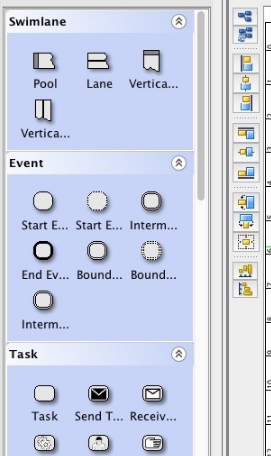 Swimlane
Pool Lane Vertica...
Vertica...
Event
Start E... Start E... Interm...
End Ev... Bound... Bound...
Interm...
Task
Task Send T... Receiv...